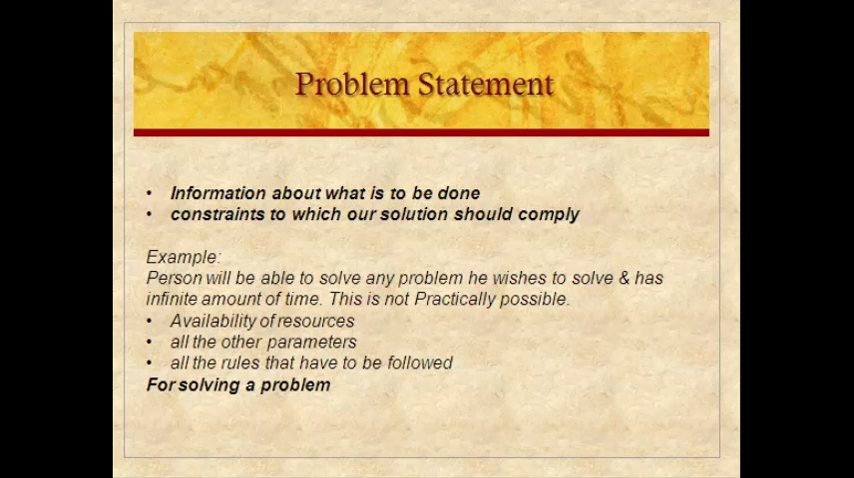 Problem Statement
• Information about what is to be done
• constraints to which our solution should comply
Example:
Person will be able to solve any problem he wishes to solve & has
infinite amount of time. This is not Practically possible.
• Availability of resources
• all the other parameters
• all the rules that have to be followed
For solving a problem